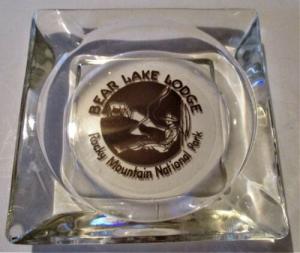 BEAR LAKE LODGE
Rocky Mountain National Park